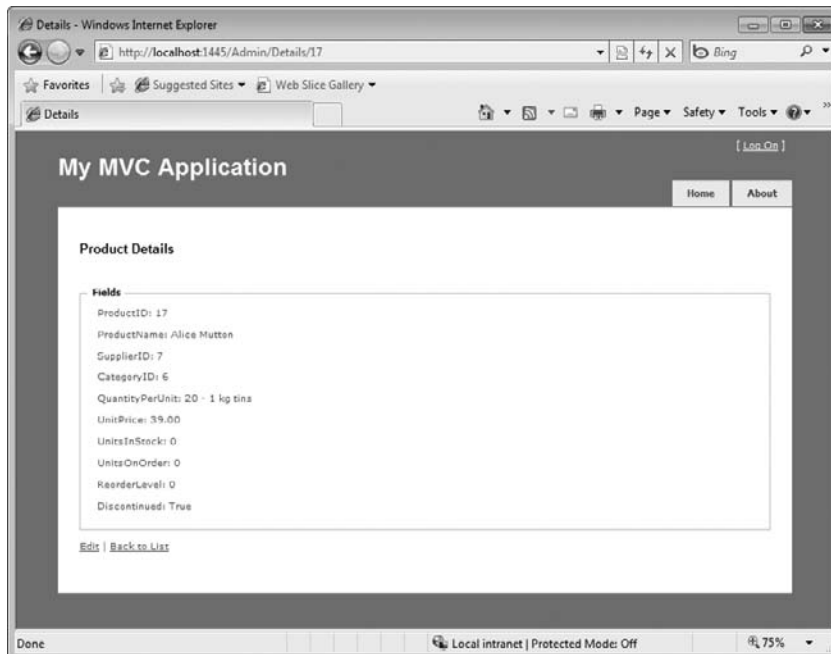 Details - Windows Internet Explorer
http://localhost:1445/Admin/Details/17
Bing
Favorites
Suggested Sites
Web Slice Gallery
Details
Page
Safety
Tools
»
[ Log On ]
My MVC Application
Home
About
Product Details
Fields
ProductID: 17
ProductName: Alice Mutton
SupplierID: 7
CategoryID: 6
QuantityPerUnit: 20 - 1 kg tins
UnitPrice: 39.00
UnitsInStock: 0
UnitsOnOrder: 0
ReorderLevel: 0
Discontinued: True
Edit | Back to List
Done
Local intranet | Protected Mode: Off
75%